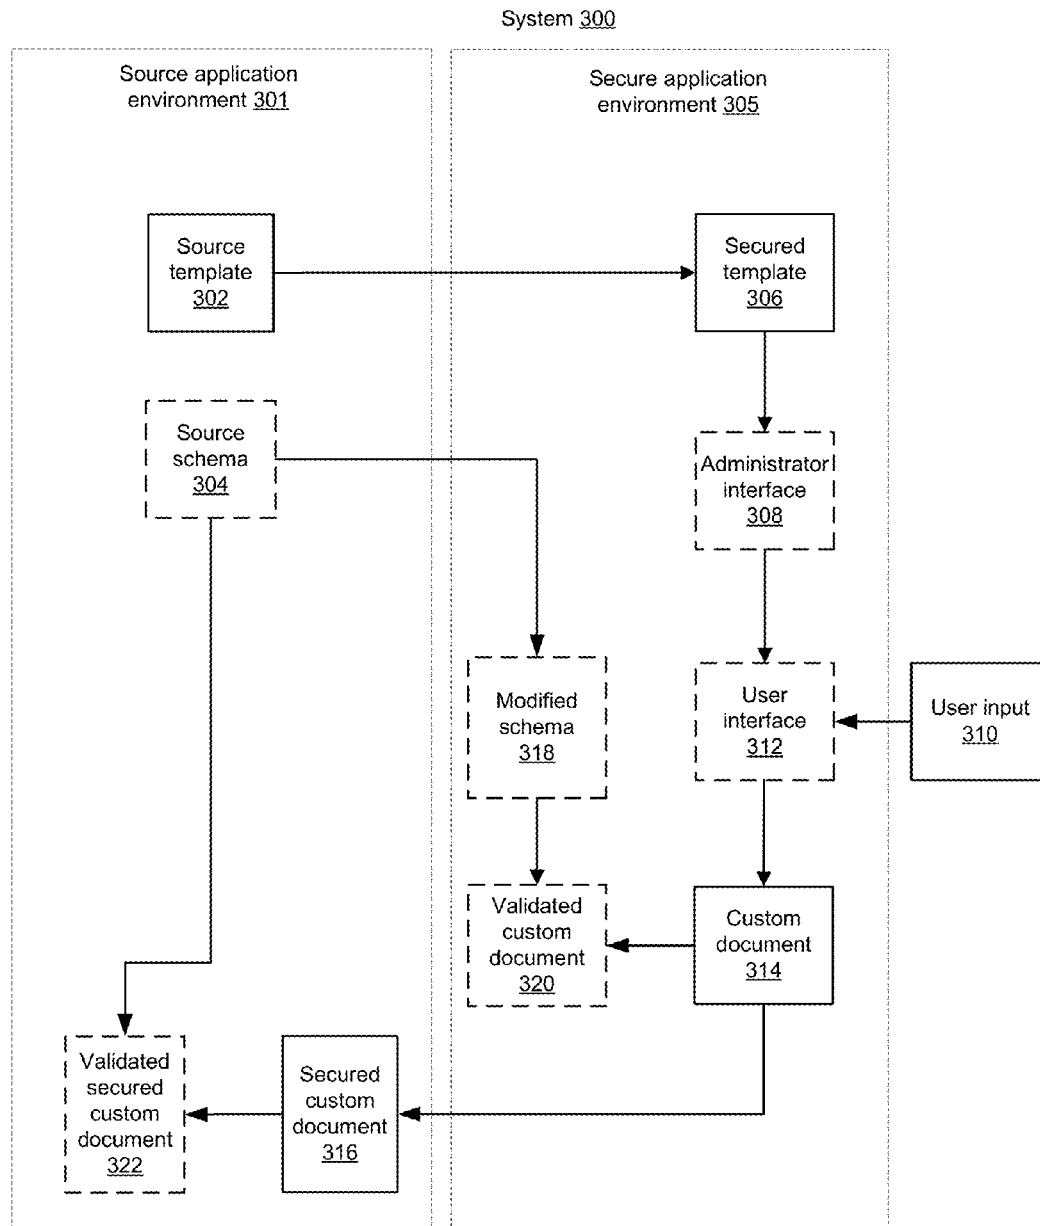 System 300
Source application
environment 301
Secure application
environment 305
Source
template
302
Secured
template
306
Source
schema
304
Administrator
interface
308
Modified
schema
318
User
interface
312
User input
310
Validated
custom
document
320
Custom
document
314
Validated
secured
custom
document
322
Secured
custom
document
316